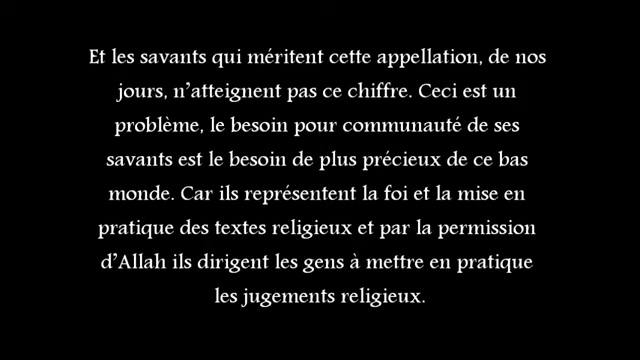 Et les savants qui méritent cette appellation, de nos
jours, n'atteignent pas ce chiffre. Ceci est un
problème, le besoin pour communauté de ses
savants est le besoin de plus précieux de ce bas
monde. Car ils représentent la foi et la mise en
pratique des textes religieux et par la permission
d'Allah ils dirigent les gens à mettre en pratique
les jugements religieux.